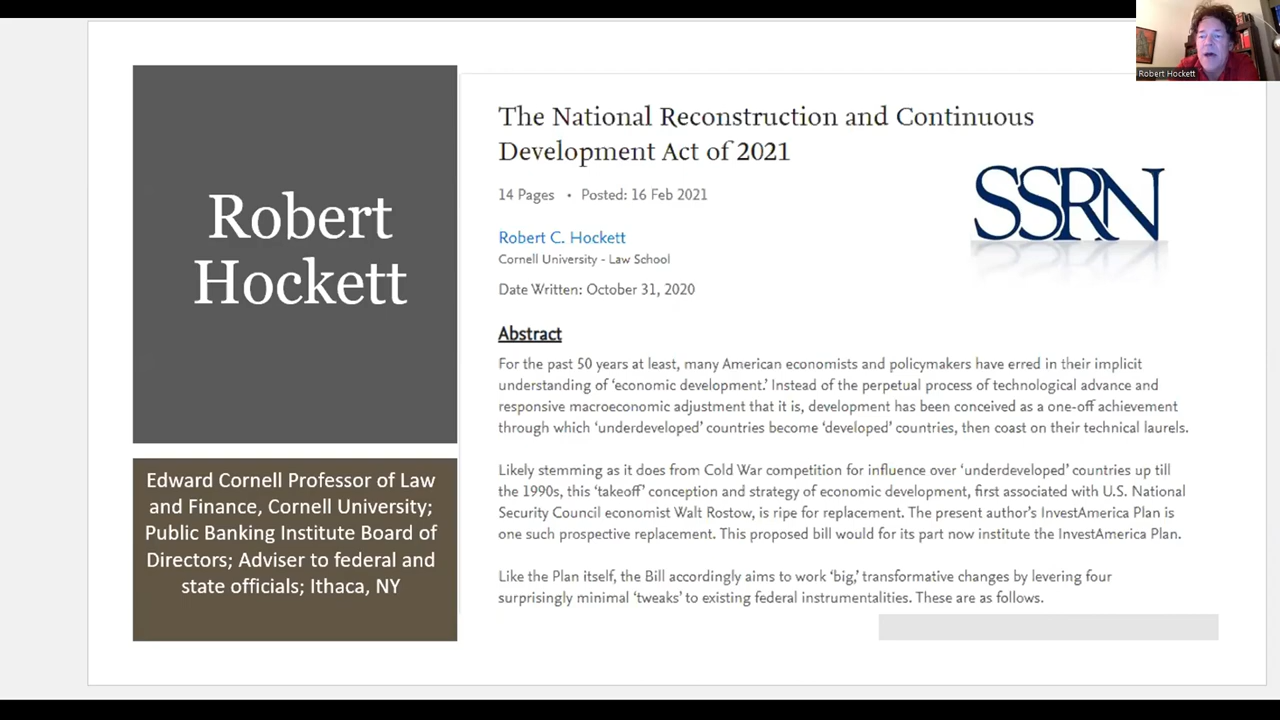 Robert
Hockett
Edward Cornell Professor of Law
and Finance, Cornell University;
Public Banking Institute Board of
Directors; Adviser to federal and
state officials; Ithaca, NY
The National Reconstruction and Continuous
Development Act of 2021
14 Pages • Posted: 16 Feb 2021
Robert C. Hockett
Cornell University - Law School
Date Written: October 31, 2020
SSRN
Abstract
For the past 50 years at least, many American economists and policymakers have erred in their implicit
understanding of ‘economic development.’ Instead of the perpetual process of technological advance and
responsive macroeconomic adjustment that it is, development has been conceived as a one-off achievement
through which ‘underdeveloped’ countries become ‘developed’ countries, then coast on their technical laurels.
Likely stemming as it does from Cold War competition for influence over ‘underdeveloped’ countries up till
the 1990s, this ‘takeoff’ conception and strategy of economic development, first associated with U.S. National
Security Council economist Walt Rostow, is ripe for replacement. The present author’s InvestAmerica Plan is
one such prospective replacement. This proposed bill would for its part now institute the InvestAmerica Plan.
Like the Plan itself, the Bill accordingly aims to work ‘big,’ transformative changes by levering four
surprisingly minimal ‘tweaks’ to existing federal instrumentalities. These are as follows.
Robert Hockett